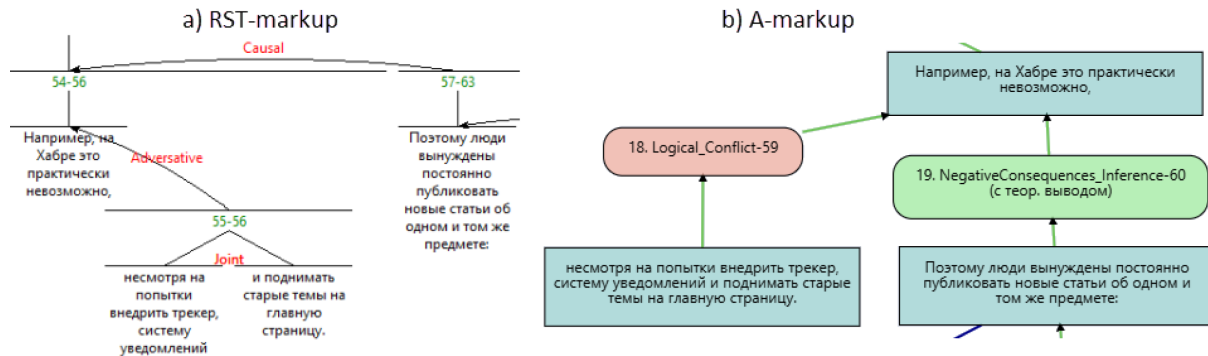 a) RST-markup
Causal
54-56
57-63
Например, на
Хабре это
практически
невозможно,
Adversative
Поэтому люди
вынуждены
постоянно
публиковать
новые статьи об
одном и том же
предмете:
55-56
Joint
несмотря на
попытки
внедрить трекер,
систему
уведомлений
и поднимать
старые темы на
главную
страницу.
b) A-markup
Например, на Хабре это практически
невозможно,
18. Logical_Conflict-59
19. NegativeConsequences_Inference-60
(с теор. выводом)
несмотря на попытки внедрить трекер,
систему уведомлений и поднимать старые
темы на главную страницу.
Поэтому люди вынуждены постоянно
публиковать новые статьи об одном и
том же предмете: